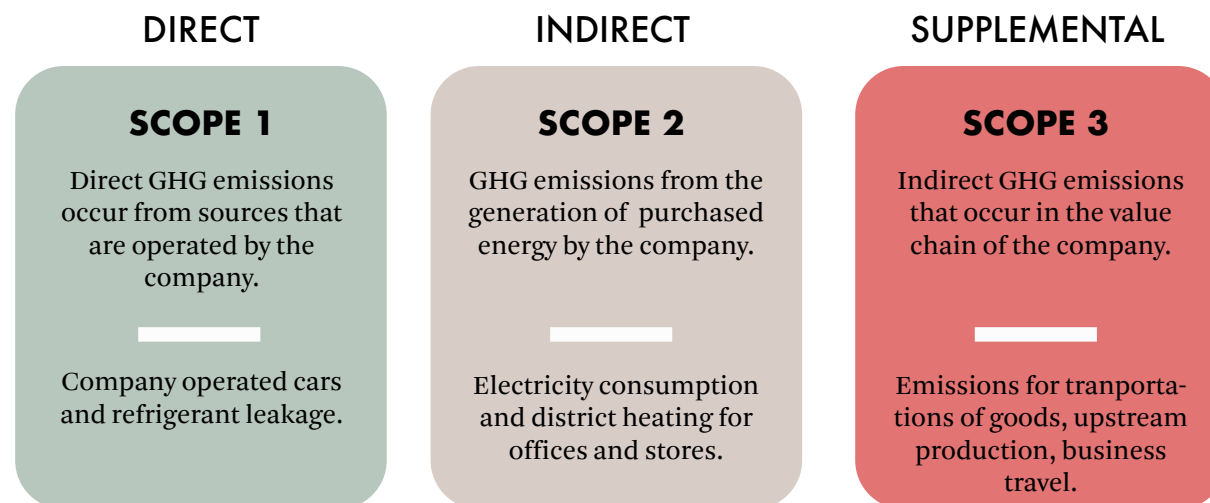 DIRECT
SCOPE 1
Direct GHG emissions
occur from sources that
are operated by the
company.
Company operated cars
and refrigerant leakage.
INDIRECT
SCOPE 2
GHG emissions from the
generation of purchased
energy by the company.
Electricity consumption
and district heating for
offices and stores.
SUPPLEMENTAL
SCOPE 3
Indirect GHG emissions
that occur in the value
chain of the company.
Emissions for tranporta-
tions of goods, upstream
production, business
travel.